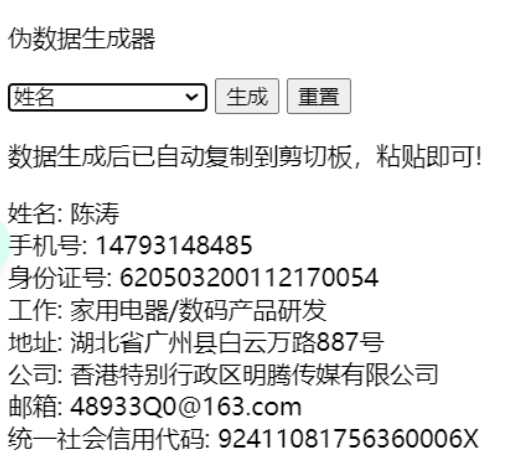 伪数据生成器
姓名 生成 重置
数据生成后已自动复制到剪切板，粘贴即可!
姓名: 陈涛
手机号: 14793148485
身份证号: 620503200112170054
工作: 家用电器/数码产品研发
地址: 湖北省广州县白云万路887号
公司: 香港特别行政区明腾传媒有限公司
邮箱: 48933Q0@163.com
统一社会信用代码: 92411081756360006X